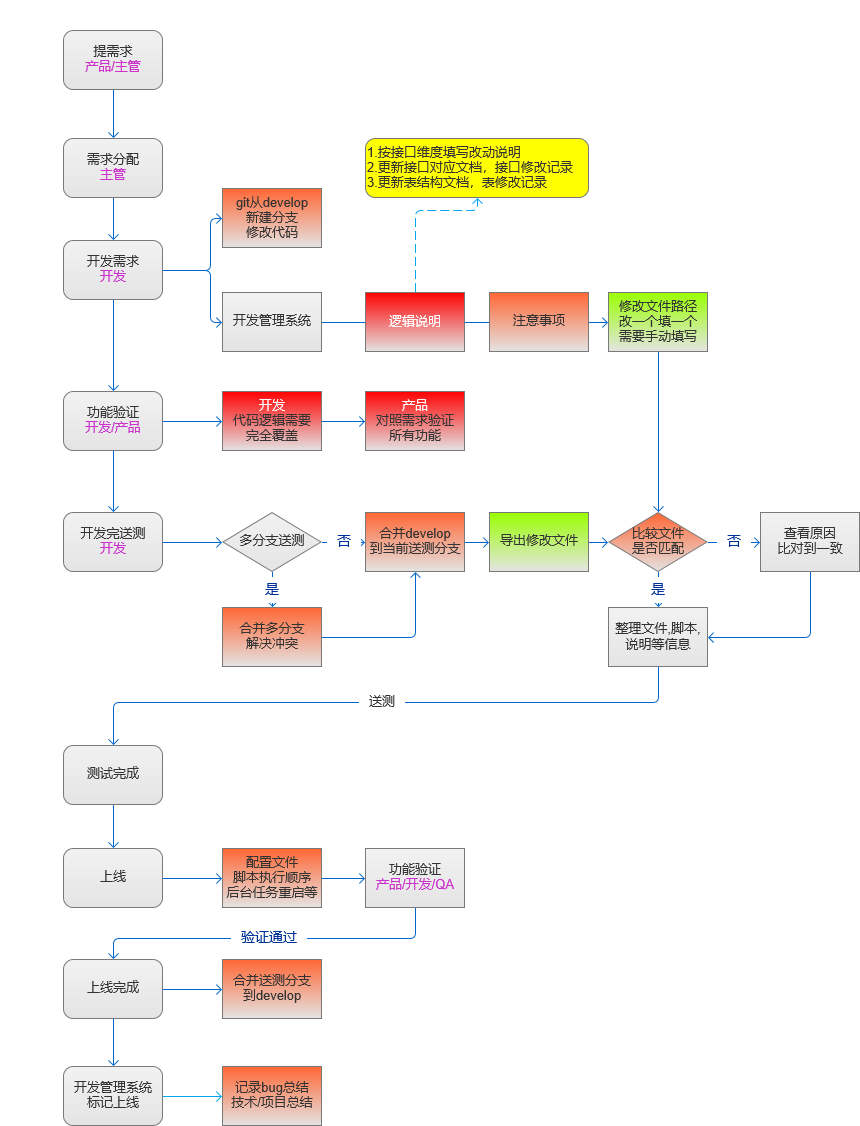 提需求
产品/主管
需求分配
主管
1.按接口维度填写改动说明
2.更新接口对应文档，接口修改记录
3.更新表结构文档，表修改记录
git从develop
新建分支
修改代码
开发需求
开发
开发管理系统
逻辑说明
注意事项
修改文件路径
改一个填一个
需要手动填写
功能验证
开发/产品
开发
代码逻辑需要
完全覆盖
产品
对照需求验证
所有功能
开发完送测
开发
多分支送测
否
合并develop
到当前送测分支
导出修改文件
比较文件
是否匹配
否
查看原因
比对到一致
是
是
合并多分支
解决冲突
整理文件,脚本,
说明等信息
送测
测试完成
上线
配置文件
脚本执行顺序
后台任务重启等
功能验证
产品/开发/QA
验证通过
上线完成
合并送测分支
到develop
开发管理系统
标记上线
记录bug总结
技术/项目总结